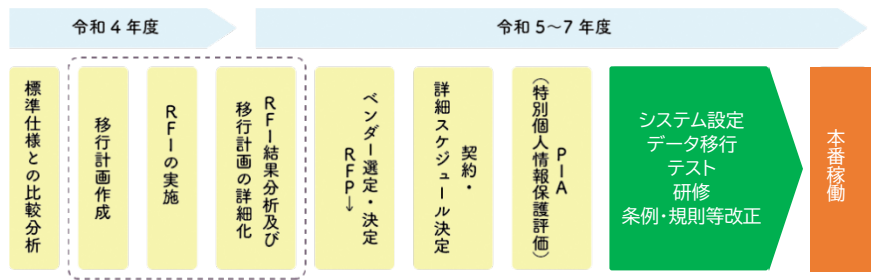 令和4年度
令和5~7年度
標準仕様との比較分析
移行計画作成
RFIの実施
RFI結果分析及び
移行計画の詳細化
RFP→
ベンダー選定・決定
契約・
詳細スケジュール決定
PIA
(特別個人情報保護評価)
システム設定
データ移行
テスト
研修
条例・規則等改正
本番稼働